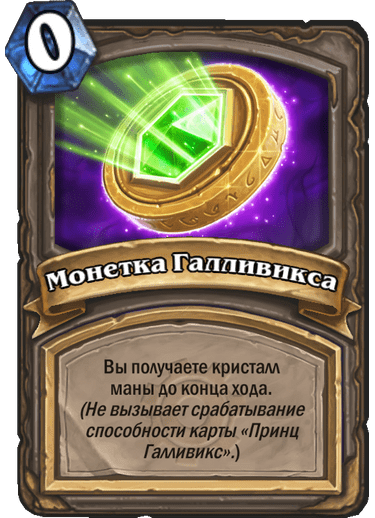 0
Монетка Галливикса
Вы получаете кристалл
маны до конца хода.
(Не вызывает срабатывание
способности карты «Принц
Галливикс».)